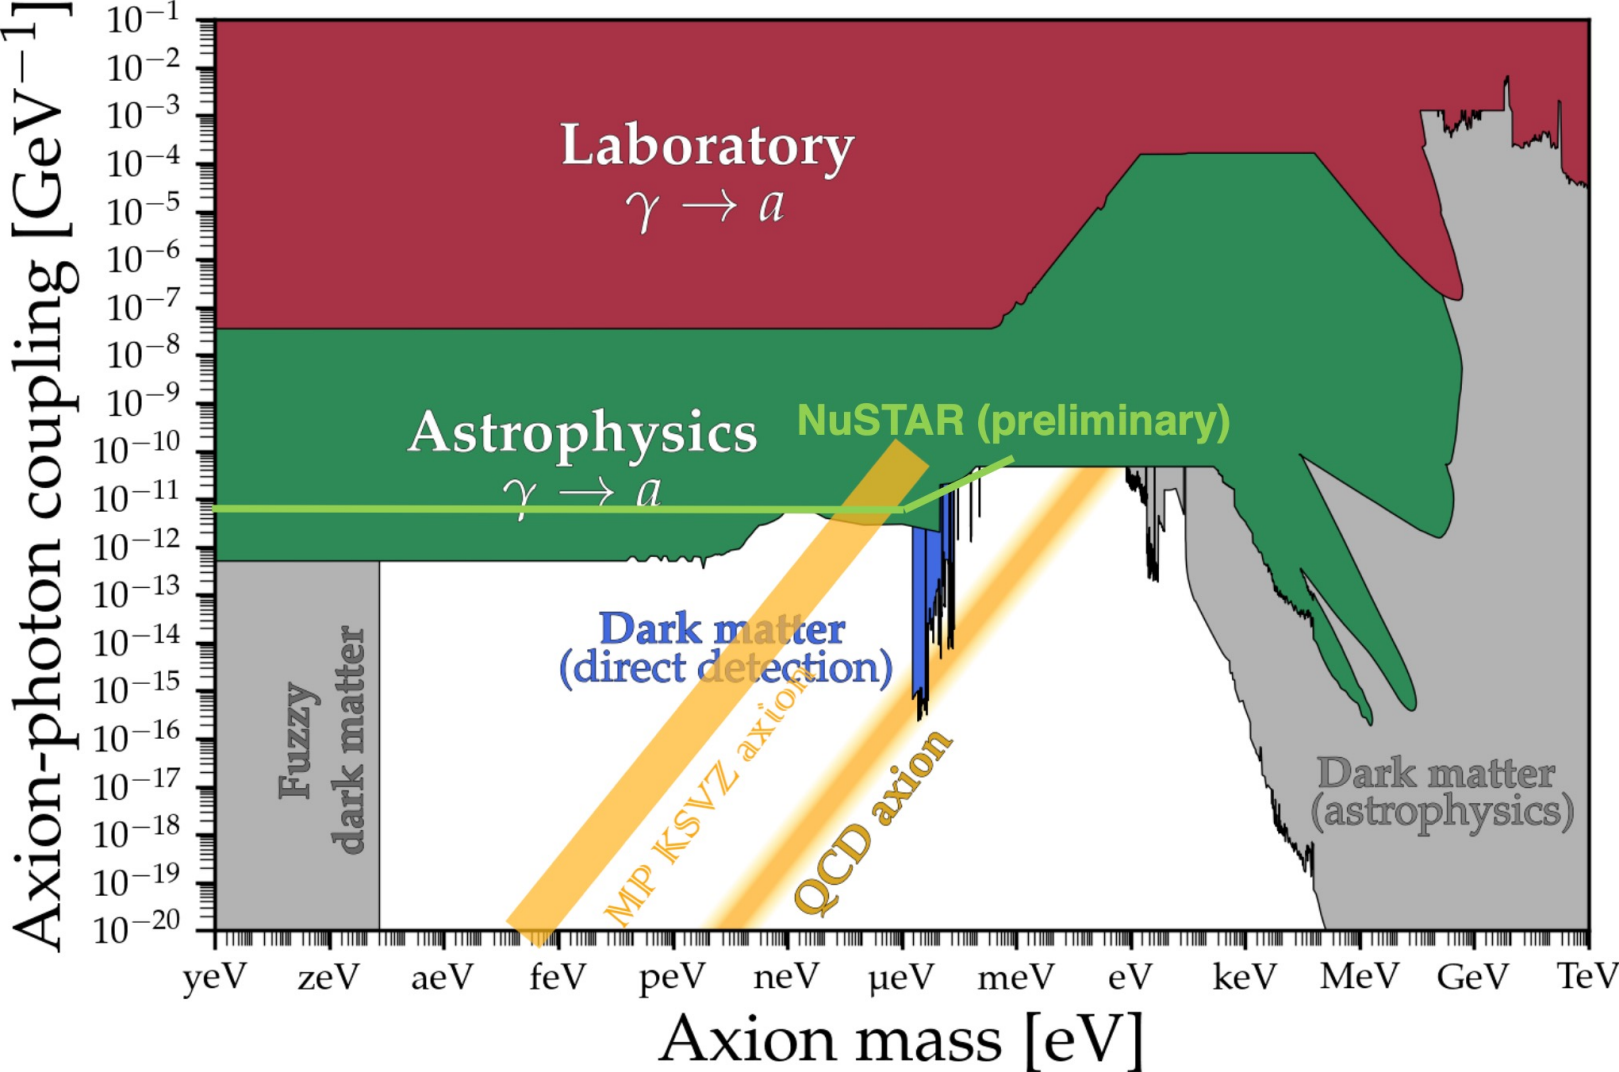 Axion-photon coupling [GeV⁻¹]
10⁻¹
10⁻²
10⁻³
10⁻⁴
10⁻⁵
10⁻⁶
10⁻⁷
10⁻⁸
10⁻⁹
10⁻¹⁰
10⁻¹¹
10⁻¹²
10⁻¹³
10⁻¹⁴
10⁻¹⁵
10⁻¹⁶
10⁻¹⁷
10⁻¹⁸
10⁻¹⁹
10⁻²⁰
Laboratory
γ → a
NuSTAR (preliminary)
Astrophysics
γ → a
Dark matter
(direct detection)
Fuzzy
dark matter
MP KSVZ axion
QCD axion
Dark matter
(astrophysics)
yeV zeV aeV feV peV neV μeV meV eV keV MeV GeV TeV
Axion mass [eV]